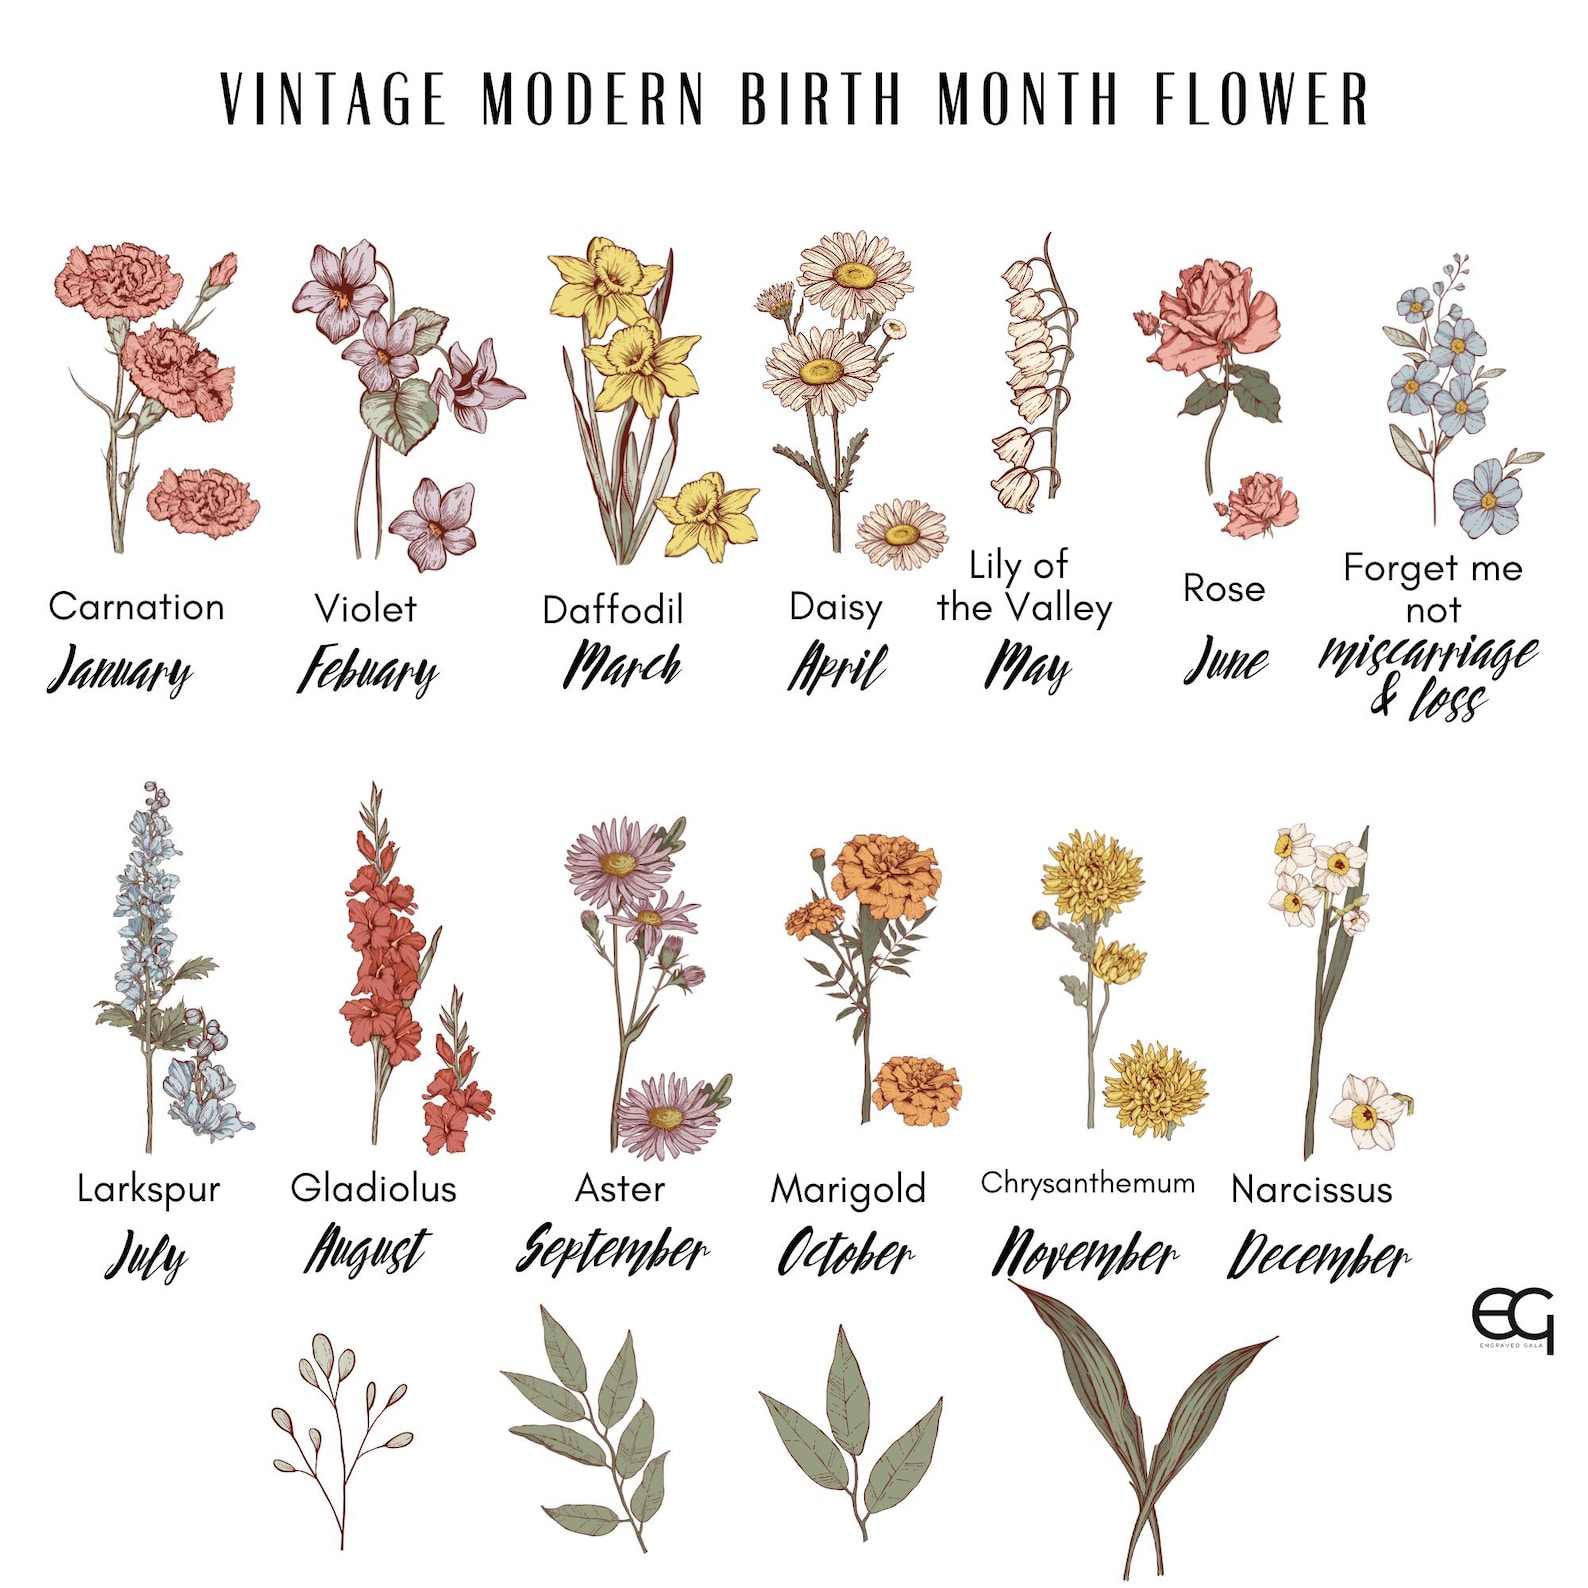 VINTAGE MODERN BIRTH MONTH FLOWER
Carnation
January
Violet
Febuary
Daffodil
March
Daisy
April
Lily of
the Valley
May
Rose
June
Forget me
not
miscarriage
& loss
Larkspur
July
Gladiolus
August
Aster
September
Marigold
October
Chrysanthemum
November
Narcissus
December
EG
ENGRAVED GALA